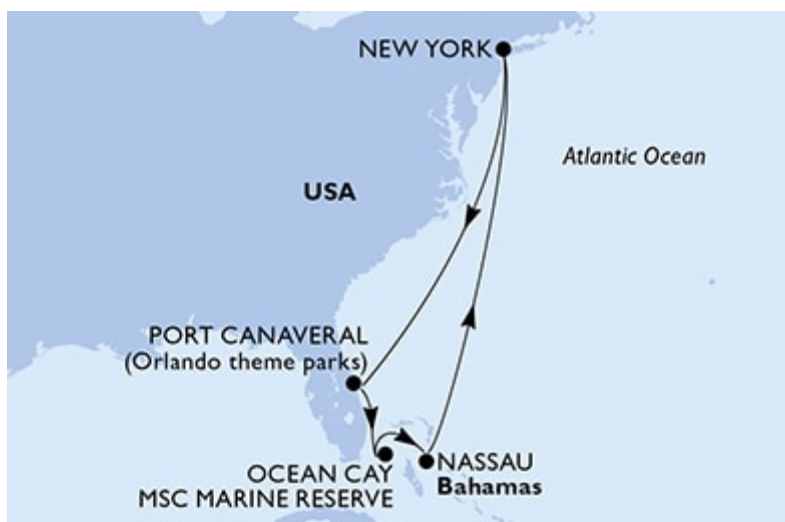 NEW YORK
Atlantic Ocean
USA
PORT CANAVERAL
(Orlando theme parks)
OCEAN CAY
MSC MARINE RESERVE
NASSAU
Bahamas